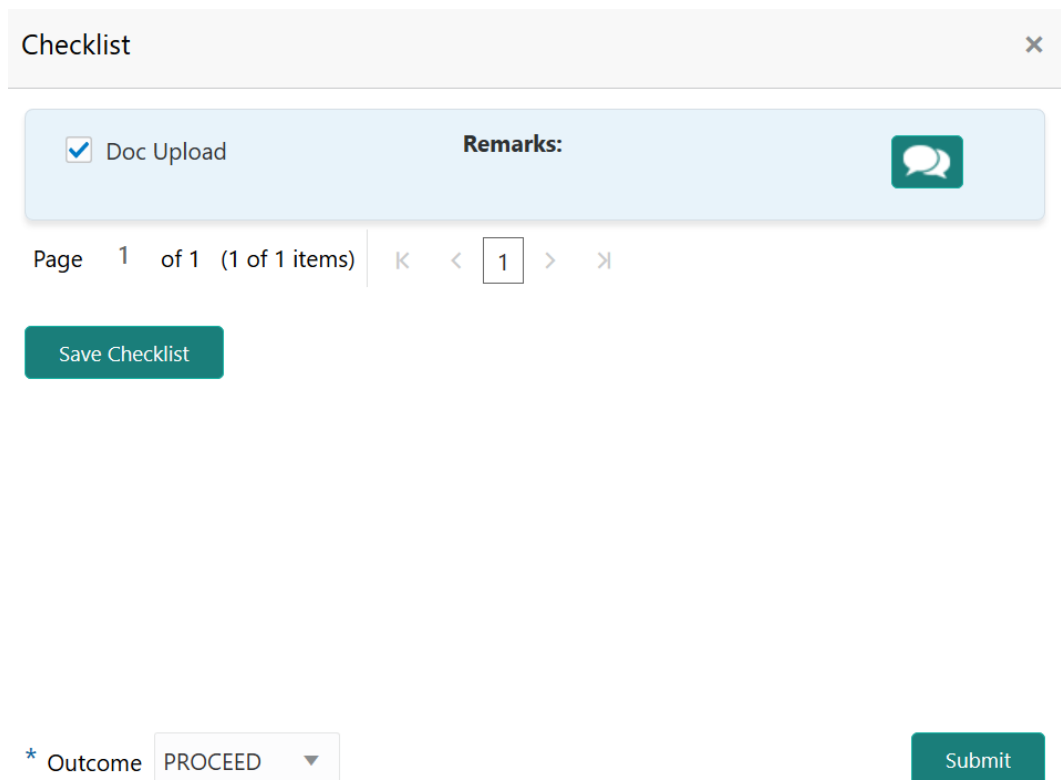 Checklist
Doc Upload
Remarks:
Page 1 of 1 (1 of 1 items) 1
Save Checklist
* Outcome PROCEED
Submit